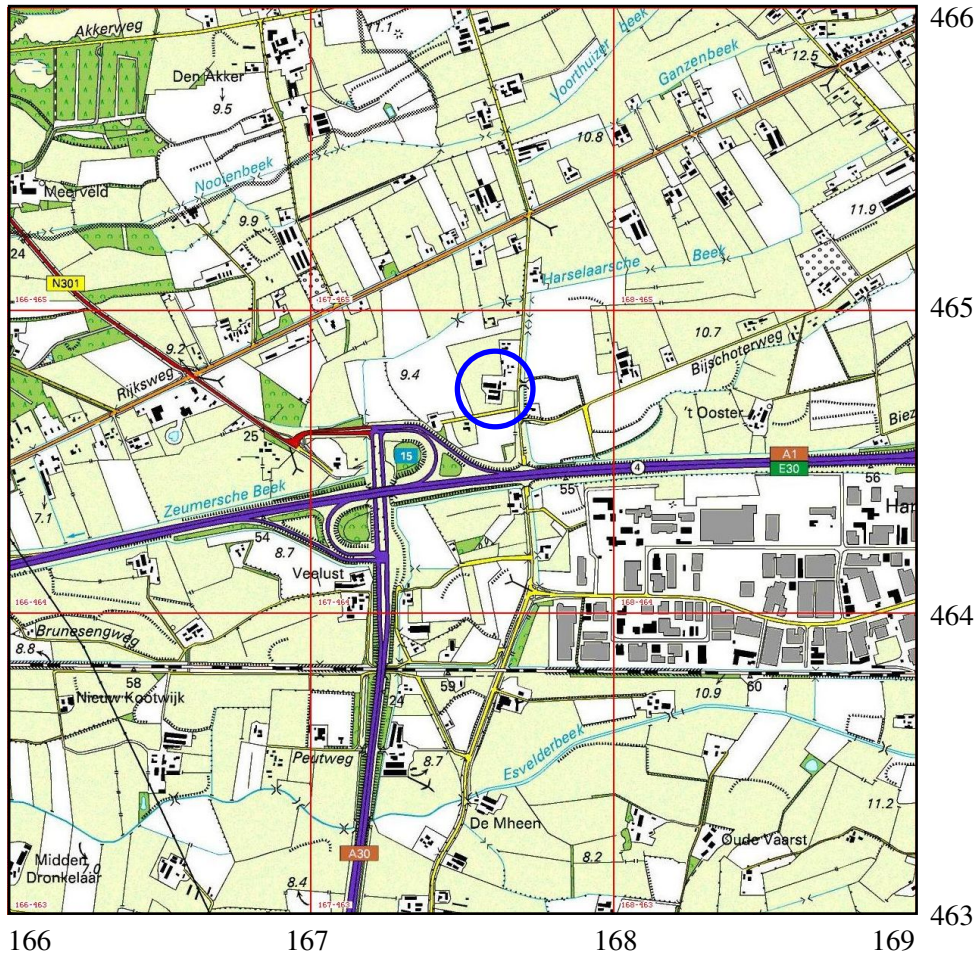 466
Akkerweg
11.1
Voorthuizer beek
Ganzenbeek
12.5
Den Akker
9.5
10.8
Nootenbeek
Meerveld
9.9
11.9
24
Harselaarsche Beek
N301
166-465
167-465
168-465
465
9.2
10.7
Bijschoterweg
Rijksweg
9.4
't Ooster
Biez
25
15
A1
E30
4
Zeumersche Beek
55
56
7.1
Har
54
8.7
Veelust
166-464
167-464
168-464
464
Brunesengweg
8.8
58
59
10.9
60
Nieuw Kootwijk
24
Esvelderbeek
Peutweg
8.7
11.2
De Mheen
Oude Vaarst
A30
8.2
Midden
Dronkelaar
7.0
8.4
166-463
167-463
168-463
463
166
167
168
169